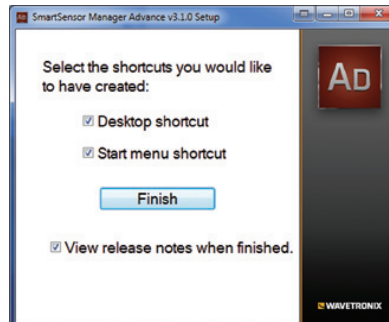 SmartSensor Manager Advance v3.1.0 Setup
Select the shortcuts you would like
to have created:
Desktop shortcut
Start menu shortcut
Finish
View release notes when finished.
AD
WAVETRONIX